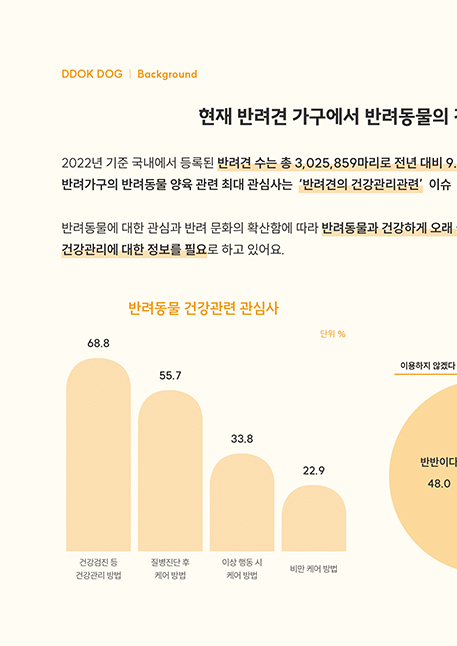 DDOK DOG | Background
현재 반려견 가구에서 반려동물의
2022년 기준 국내에서 등록된 반려견 수는 총 3,025,859마리로 전년 대비 9.
반려가구의 반려동물 양육 관련 최대 관심사는 '반려견의 건강관리관련' 이슈
반려동물에 대한 관심과 반려 문화의 확산함에 따라 반려동물과 건강하게 오래
건강관리에 대한 정보를 필요로 하고 있어요.
반려동물 건강관련 관심사
단위 %
68.8
55.7
33.8
22.9
건강검진 등
건강관리 방법
질병진단 후
케어 방법
이상 행동 시
케어 방법
비만 케어 방법
이용하지 않겠다
반반이다
48.0